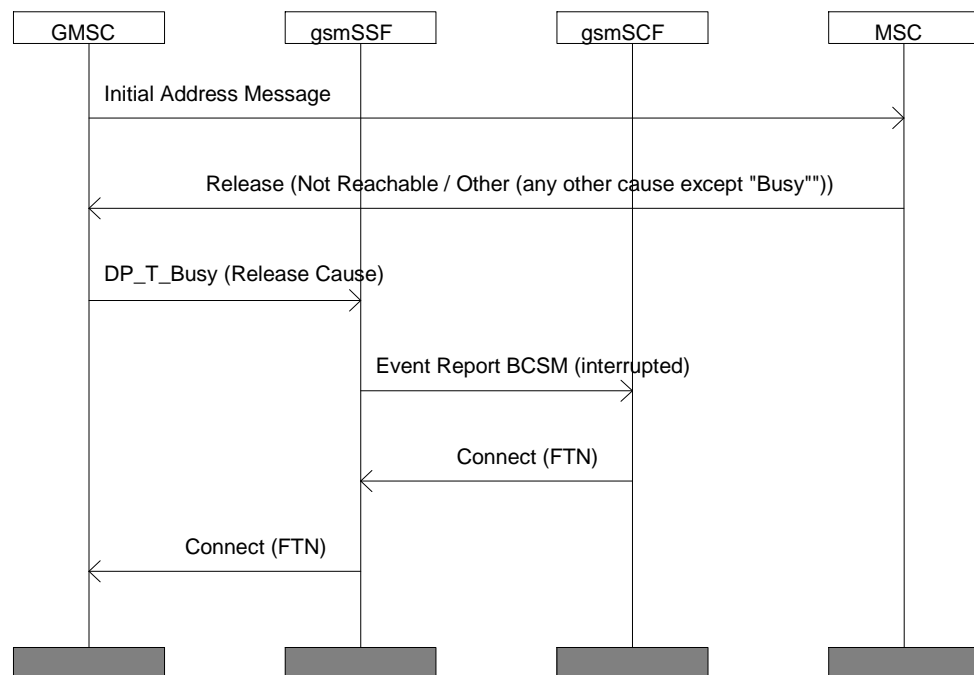 GMSC
gsmSSF
gsmSCF
MSC
Initial Address Message
Release (Not Reachable / Other (any other cause except "Busy""))
DP_T_Busy (Release Cause)
Event Report BCSM (interrupted)
Connect (FTN)
Connect (FTN)